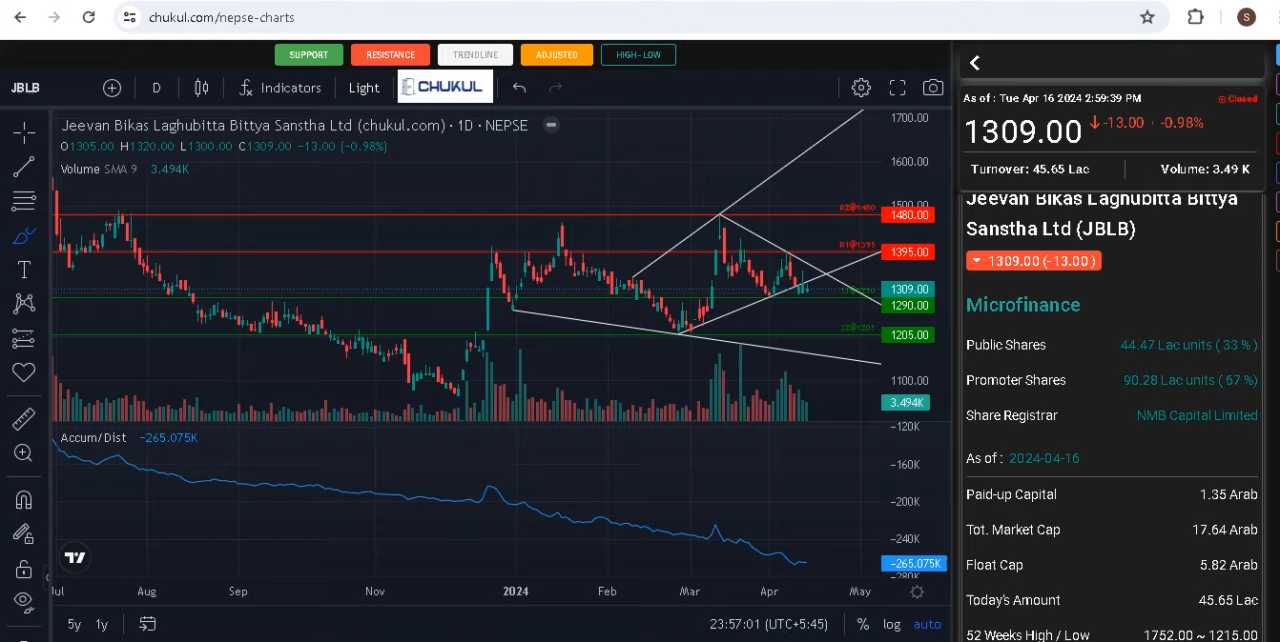 chukul.com/nepse-charts
S
SUPPORT RESISTANCE TRENDLINE ADJUSTED HIGH-LOW
JBLB D Indicators Light CHUKUL
Jeevan Bikas Laghubitta Bittya Sanstha Ltd (chukul.com) · 1D · NEPSE
O1305.00 H1320.00 L1300.00 C1309.00 −13.00 (−0.98%)
Volume SMA 9 3.494K
1700.00
1600.00
1500.00
R2@1480 1480.00
R1@1395 1395.00
1309.00
1290.00
S2@1205 1205.00
1100.00
3.494K
Accum/Dist −265.075K
−120K
−160K
−200K
−240K
−265.075K
−280K
Jul Aug Sep Nov 2024 Feb Mar Apr May
5y 1y 23:57:01 (UTC+5:45) % log auto
As of : Tue Apr 16 2024 2:59:39 PM Closed
1309.00 -13.00 -0.98%
Turnover: 45.65 Lac Volume: 3.49 K
Jeevan Bikas Laghubitta Bittya
Sanstha Ltd (JBLB)
1309.00 (-13.00 )
Microfinance
Public Shares 44.47 Lac units ( 33 % )
Promoter Shares 90.28 Lac units ( 67 % )
Share Registrar NMB Capital Limited
As of : 2024-04-16
Paid-up Capital 1.35 Arab
Tot. Market Cap 17.64 Arab
Float Cap 5.82 Arab
Today's Amount 45.65 Lac
52 Weeks High / Low 1752.00 ~ 1215.00